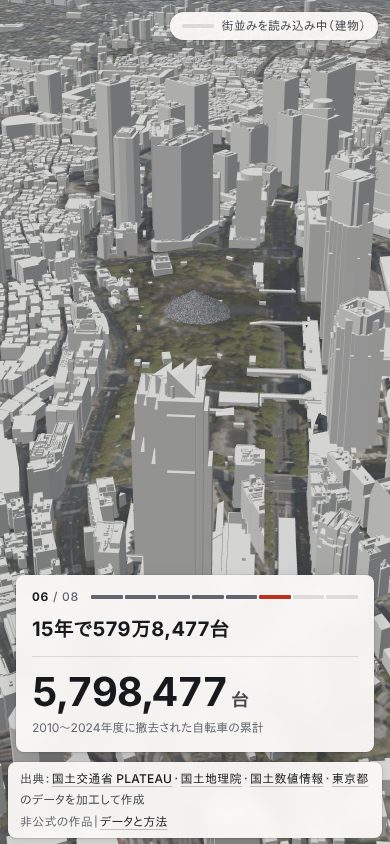 街並みを読み込み中（建物）
06 / 08
15年で579万8,477台
5,798,477 台
2010〜2024年度に撤去された自転車の累計
出典：国土交通省 PLATEAU · 国土地理院 · 国土数値情報 · 東京都
のデータを加工して作成
非公式の作品 | データと方法